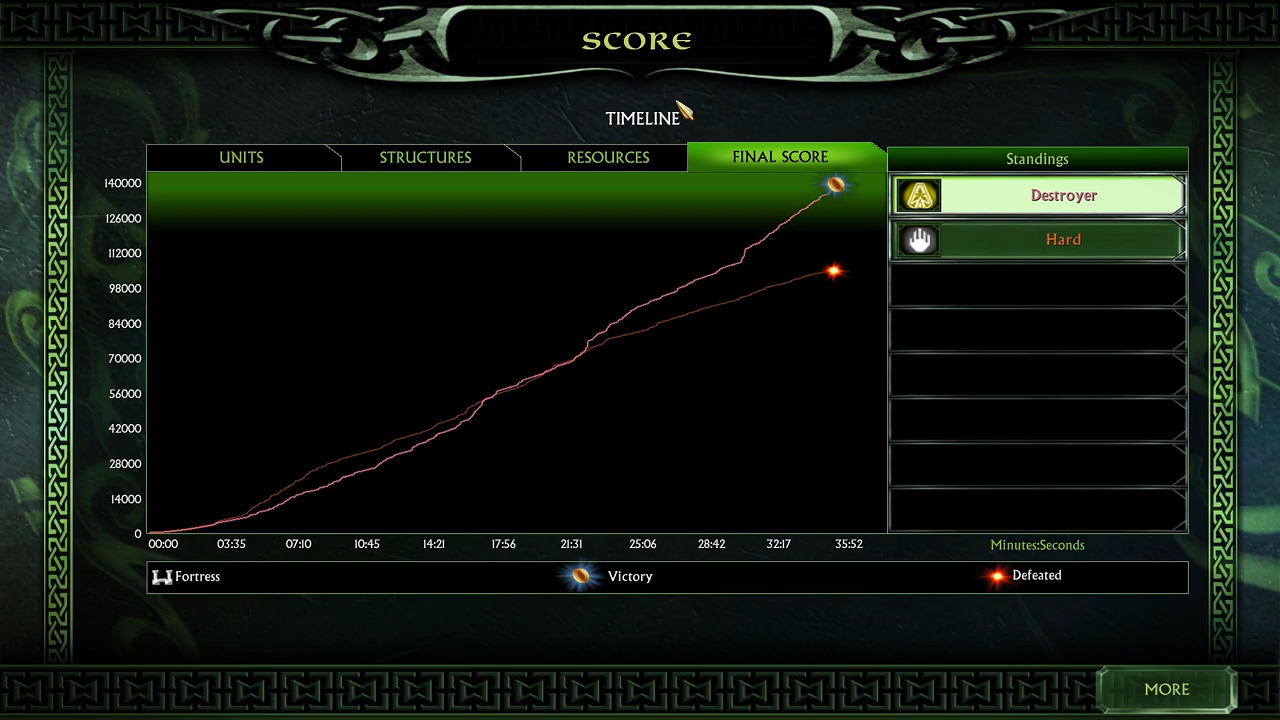 SCORE
TIMELINE
UNITS STRUCTURES RESOURCES FINAL SCORE Standings
140000
126000
112000
98000
84000
70000
56000
42000
28000
14000
0
Destroyer
Hard
00:00 03:35 07:10 10:45 14:21 17:56 21:31 25:06 28:42 32:17 35:52 Minutes:Seconds
Fortress Victory Defeated
MORE